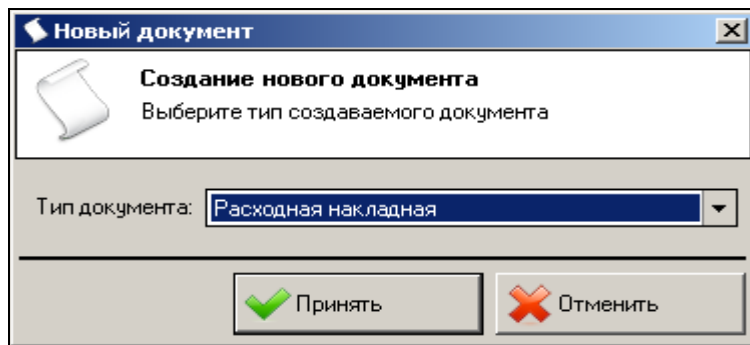 Новый документ
Создание нового документа
Выберите тип создаваемого документа
Тип документа: Расходная накладная
Принять Отменить